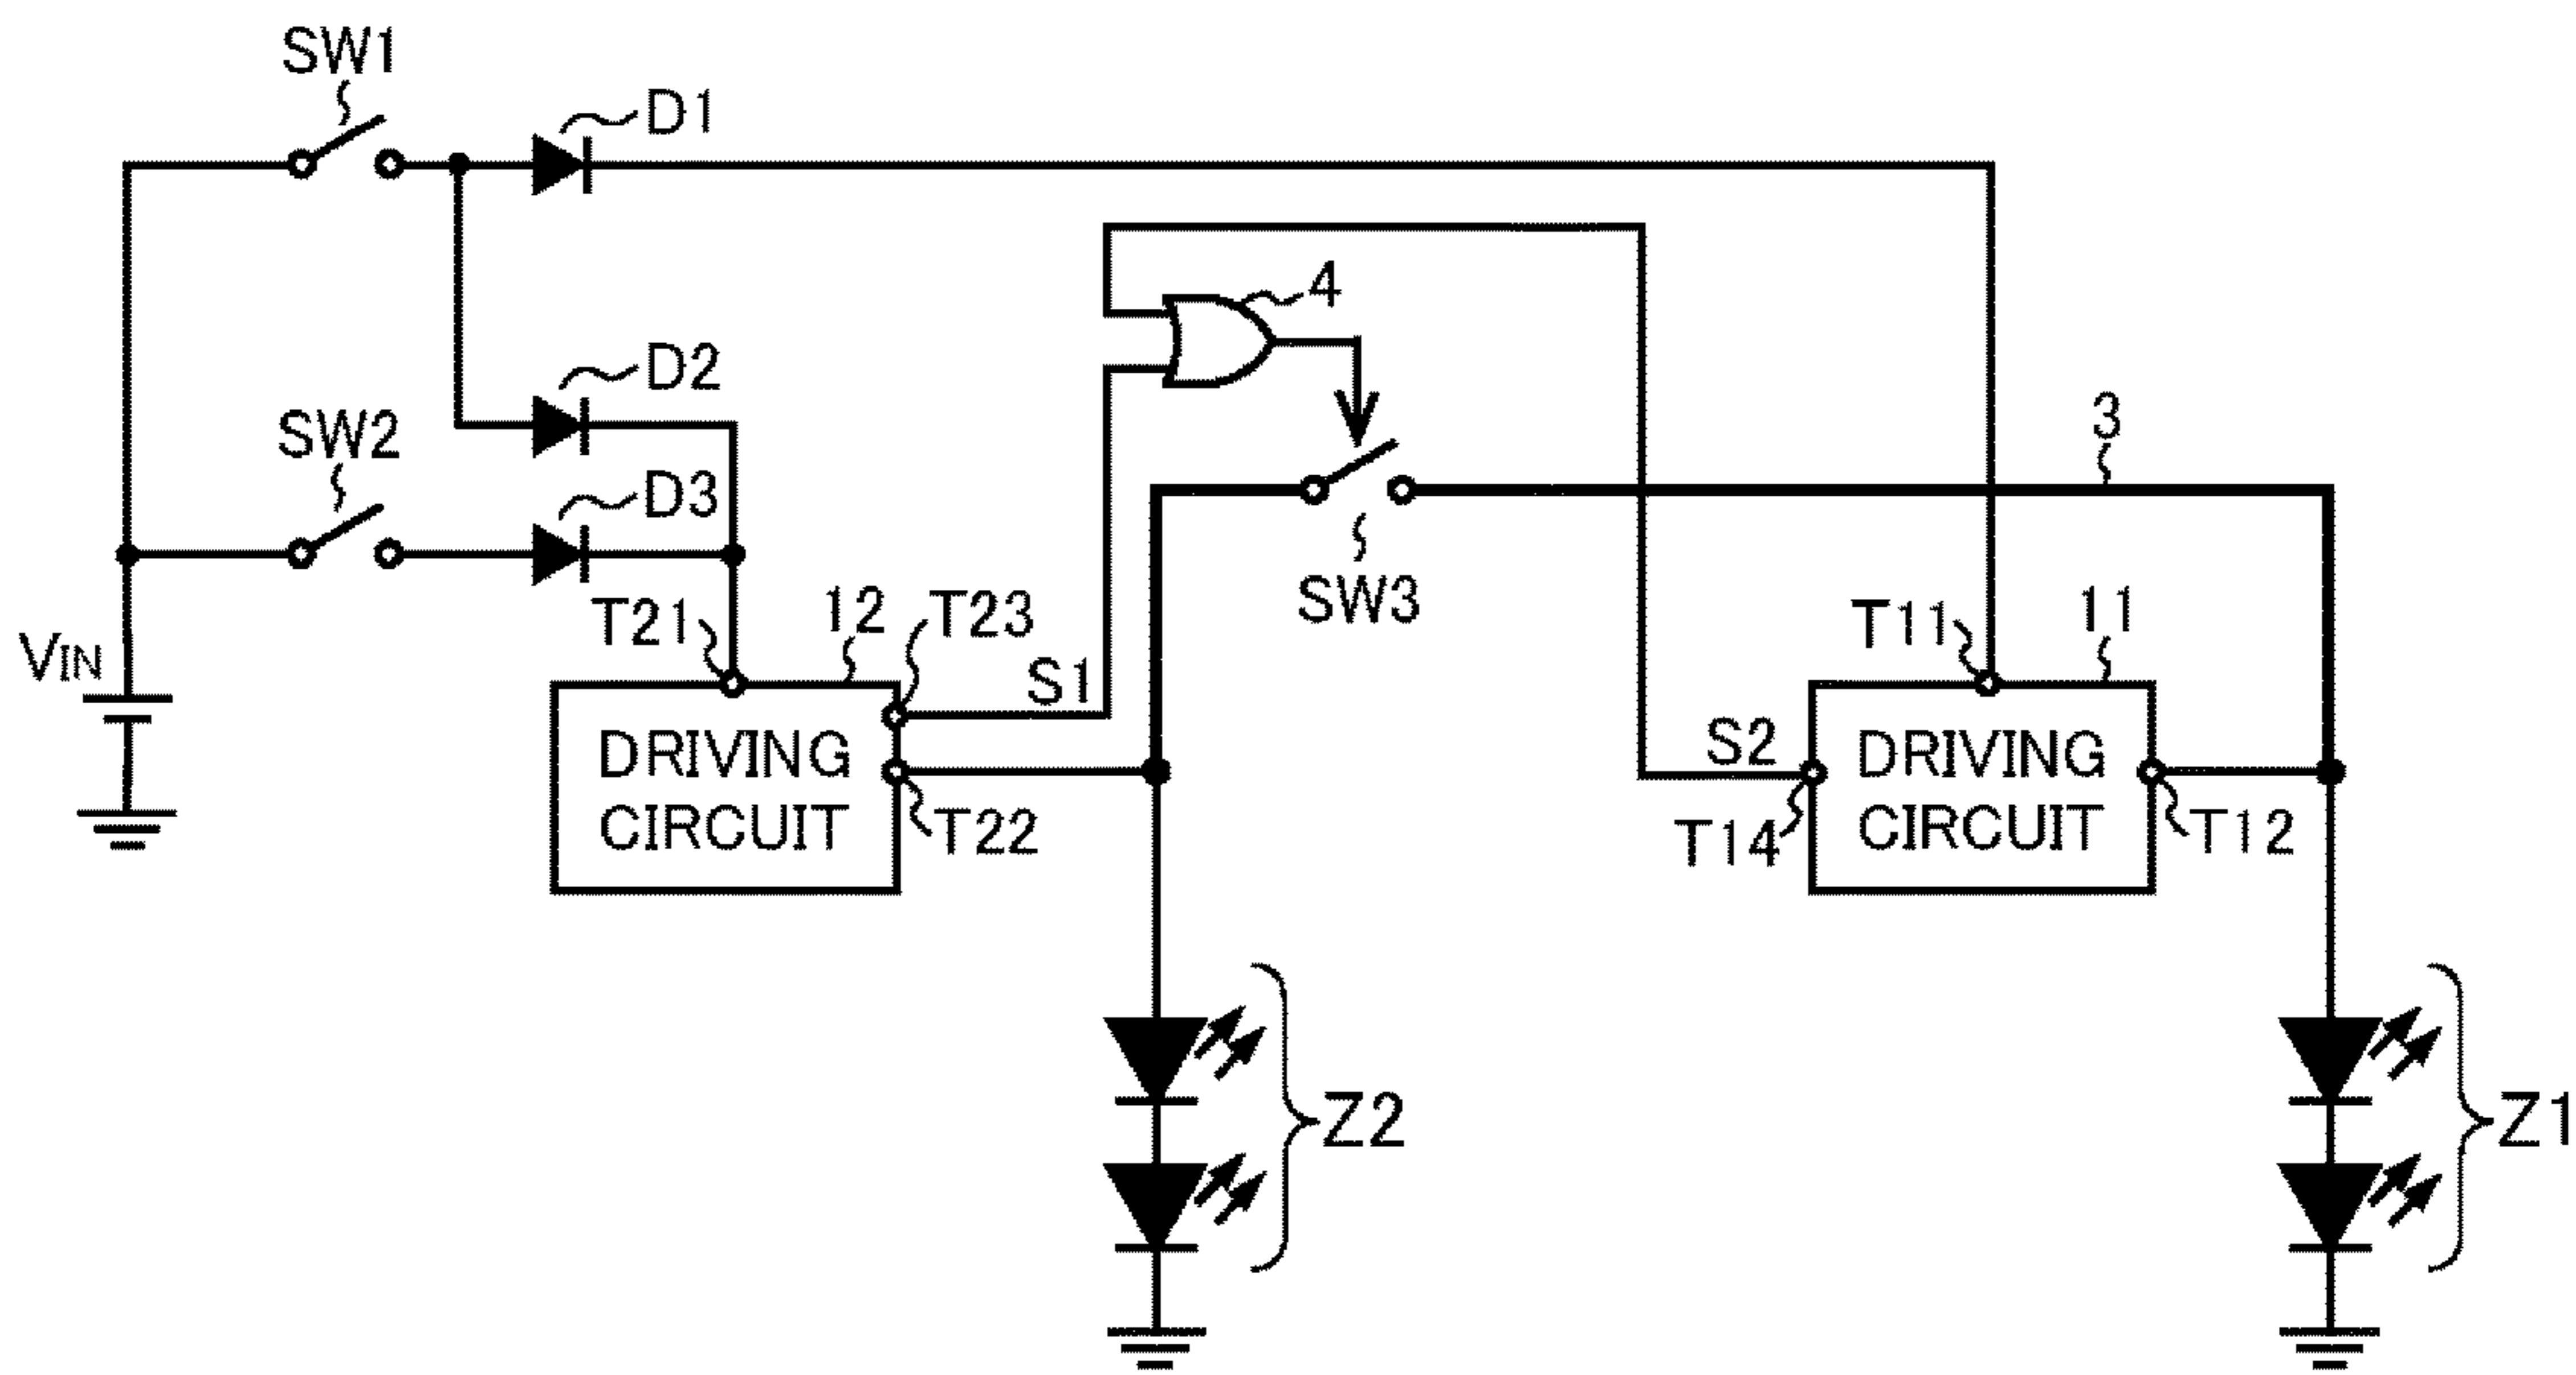 SW1
D1
4
D2
SW2
3
D3
SW3
T21
12
T23
T11
11
VIN
S1
S2
DRIVING
CIRCUIT
T22
DRIVING
CIRCUIT
T14
T12
Z2
Z1